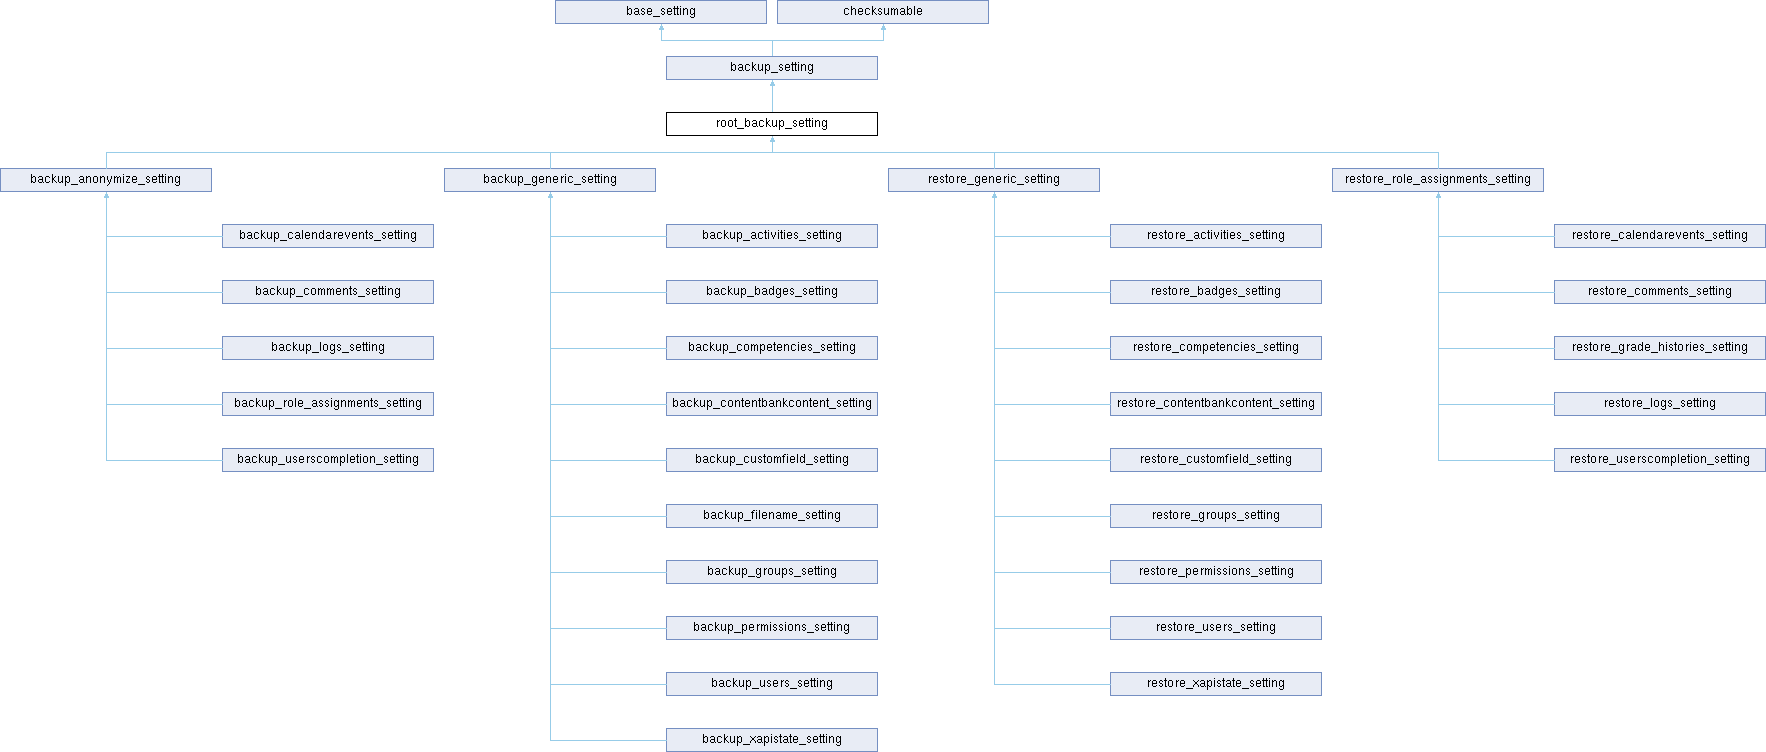 base_setting
checksumable
backup_setting
root_backup_setting
backup_anonymize_setting
backup_generic_setting
restore_generic_setting
restore_role_assignments_setting
backup_calendarevents_setting
backup_activities_setting
restore_activities_setting
restore_calendarevents_setting
backup_comments_setting
backup_badges_setting
restore_badges_setting
restore_comments_setting
backup_logs_setting
backup_competencies_setting
restore_competencies_setting
restore_grade_histories_setting
backup_role_assignments_setting
backup_contentbankcontent_setting
restore_contentbankcontent_setting
restore_logs_setting
backup_userscompletion_setting
backup_customfield_setting
restore_customfield_setting
restore_userscompletion_setting
backup_filename_setting
restore_groups_setting
backup_groups_setting
restore_permissions_setting
backup_permissions_setting
restore_users_setting
backup_users_setting
restore_xapistate_setting
backup_xapistate_setting